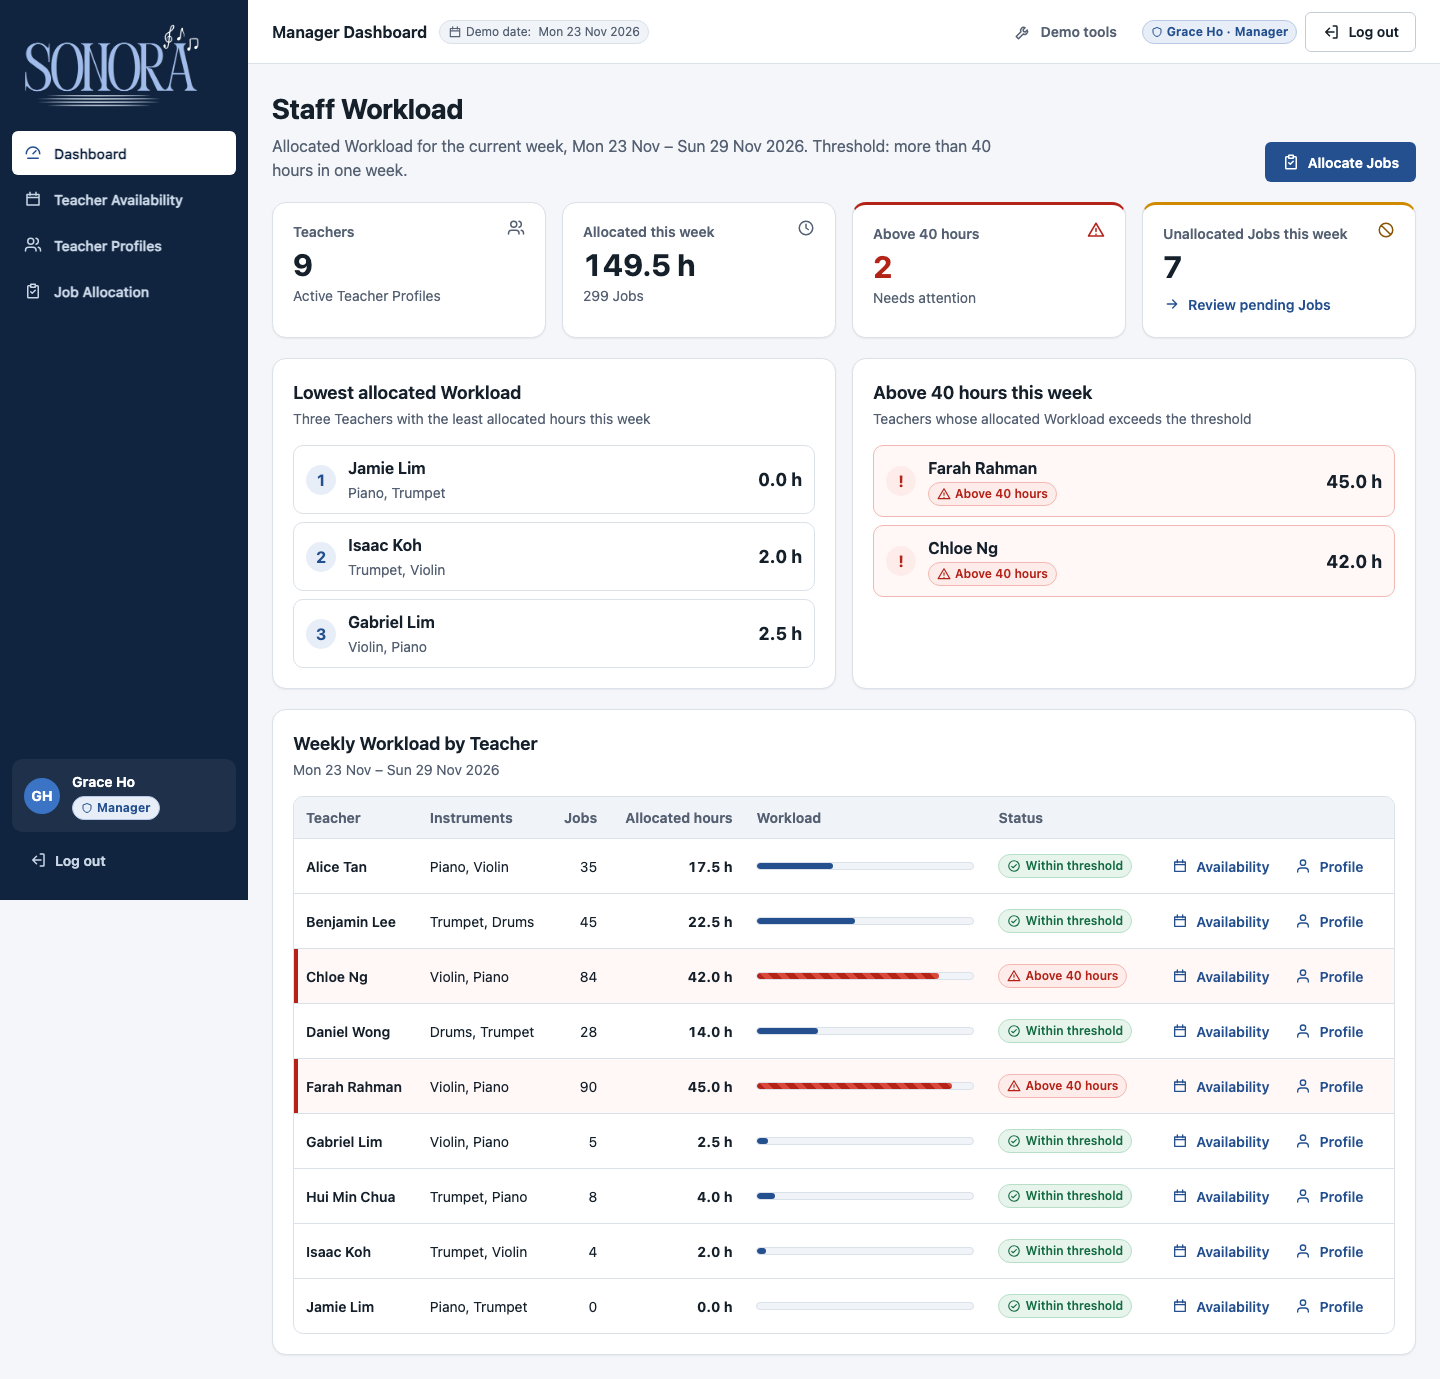 SONORA
Dashboard
Teacher Availability
Teacher Profiles
Job Allocation
GH
Grace Ho
Manager
Log out
Manager Dashboard
Demo date: Mon 23 Nov 2026
Demo tools
Grace Ho · Manager
Log out
Staff Workload
Allocated Workload for the current week, Mon 23 Nov – Sun 29 Nov 2026. Threshold: more than 40
hours in one week.
Allocate Jobs
Teachers
9
Active Teacher Profiles
Allocated this week
149.5 h
299 Jobs
Above 40 hours
2
Needs attention
Unallocated Jobs this week
7
Review pending Jobs
Lowest allocated Workload
Three Teachers with the least allocated hours this week
1
Jamie Lim
Piano, Trumpet
0.0 h
2
Isaac Koh
Trumpet, Violin
2.0 h
3
Gabriel Lim
Violin, Piano
2.5 h
Above 40 hours this week
Teachers whose allocated Workload exceeds the threshold
!
Farah Rahman
Above 40 hours
45.0 h
!
Chloe Ng
Above 40 hours
42.0 h
Weekly Workload by Teacher
Mon 23 Nov – Sun 29 Nov 2026
Teacher Instruments Jobs Allocated hours Workload Status
Alice Tan Piano, Violin 35 17.5 h Within threshold Availability Profile
Benjamin Lee Trumpet, Drums 45 22.5 h Within threshold Availability Profile
Chloe Ng Violin, Piano 84 42.0 h Above 40 hours Availability Profile
Daniel Wong Drums, Trumpet 28 14.0 h Within threshold Availability Profile
Farah Rahman Violin, Piano 90 45.0 h Above 40 hours Availability Profile
Gabriel Lim Violin, Piano 5 2.5 h Within threshold Availability Profile
Hui Min Chua Trumpet, Piano 8 4.0 h Within threshold Availability Profile
Isaac Koh Trumpet, Violin 4 2.0 h Within threshold Availability Profile
Jamie Lim Piano, Trumpet 0 0.0 h Within threshold Availability Profile